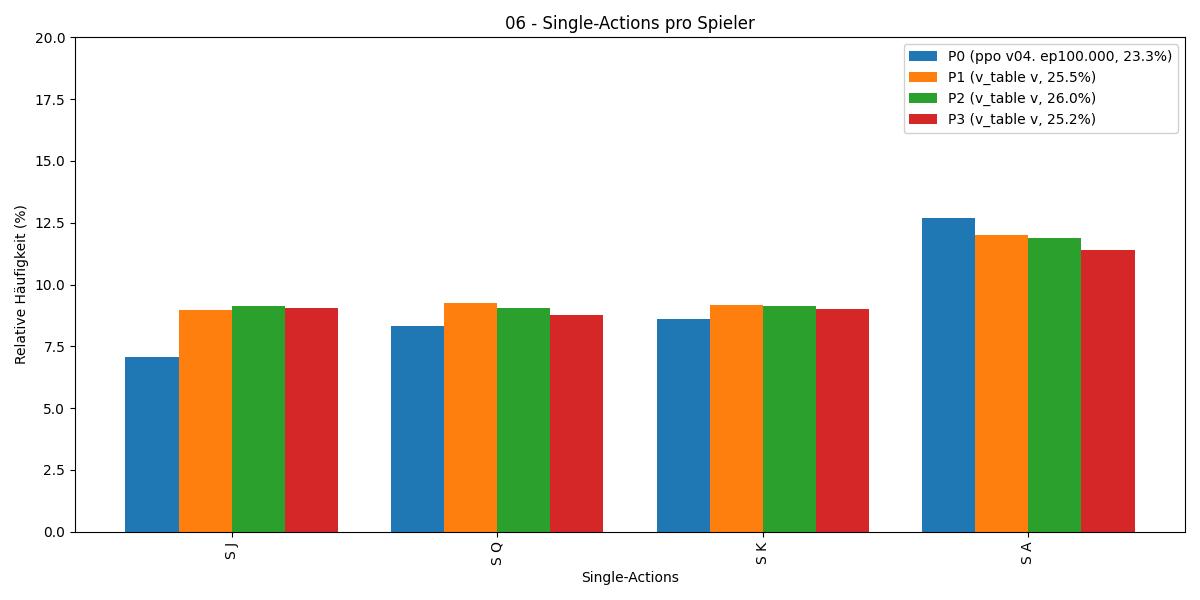 06 - Single-Actions pro Spieler
Relative Häufigkeit (%)
20.0
17.5
15.0
12.5
10.0
7.5
5.0
2.5
0.0
P0 (ppo v04. ep100.000, 23.3%)
P1 (v_table v, 25.5%)
P2 (v_table v, 26.0%)
P3 (v_table v, 25.2%)
S J
S Q
S K
S A
Single-Actions